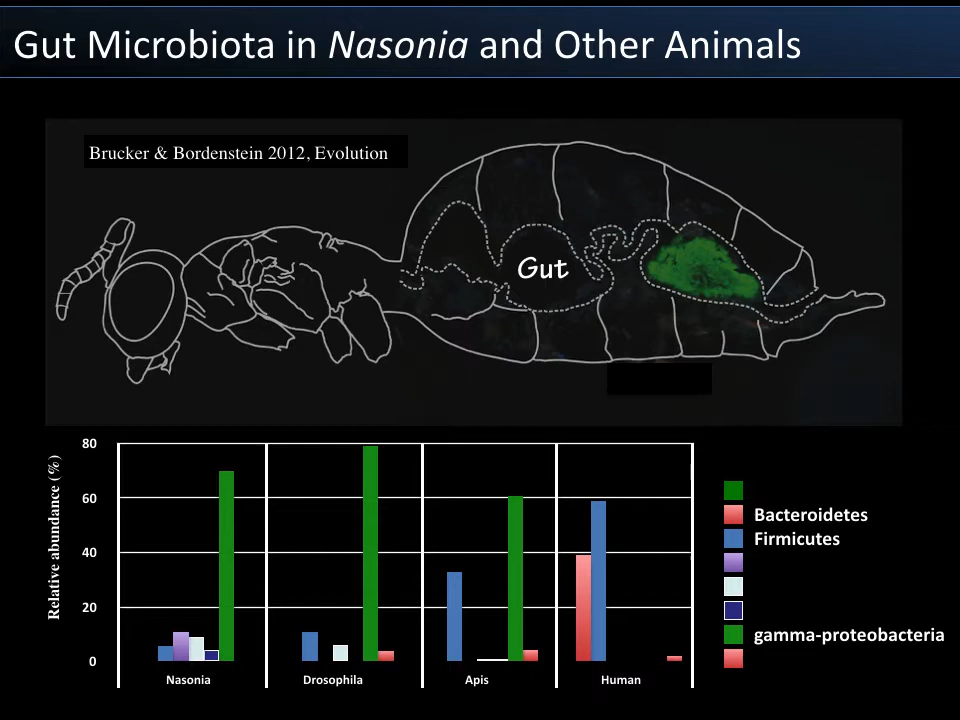 Gut Microbiota in Nasonia and Other Animals
Brucker & Bordenstein 2012, Evolution
Gut
Relative abundance (%)
80
60
40
20
0
Nasonia Drosophila Apis Human
Bacteroidetes
Firmicutes
gamma-proteobacteria